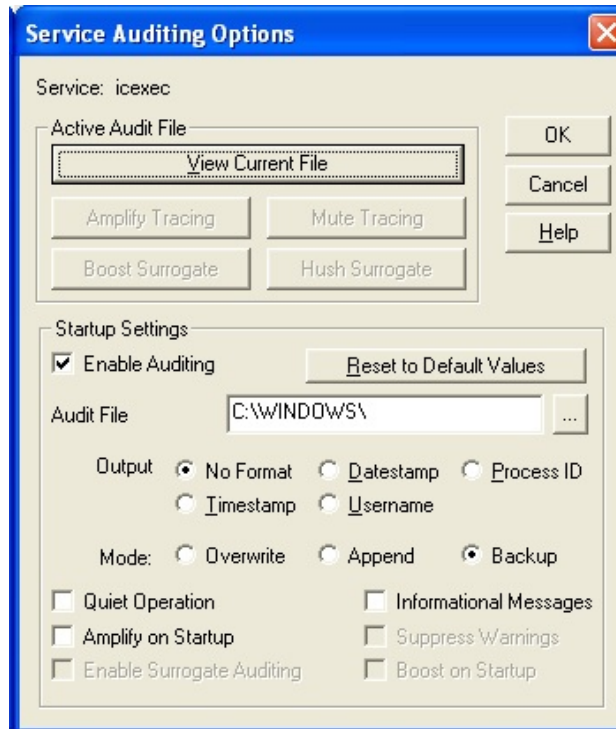 Service Auditing Options
Service: icexec
Active Audit File
View Current File
OK
Cancel
Help
Amplify Tracing
Mute Tracing
Boost Surrogate
Hush Surrogate
Startup Settings
Enable Auditing
Reset to Default Values
Audit File
C:\WINDOWS\
...
Output
No Format
Datestamp
Process ID
Timestamp
Username
Mode:
Overwrite
Append
Backup
Quiet Operation
Informational Messages
Amplify on Startup
Suppress Warnings
Enable Surrogate Auditing
Boost on Startup